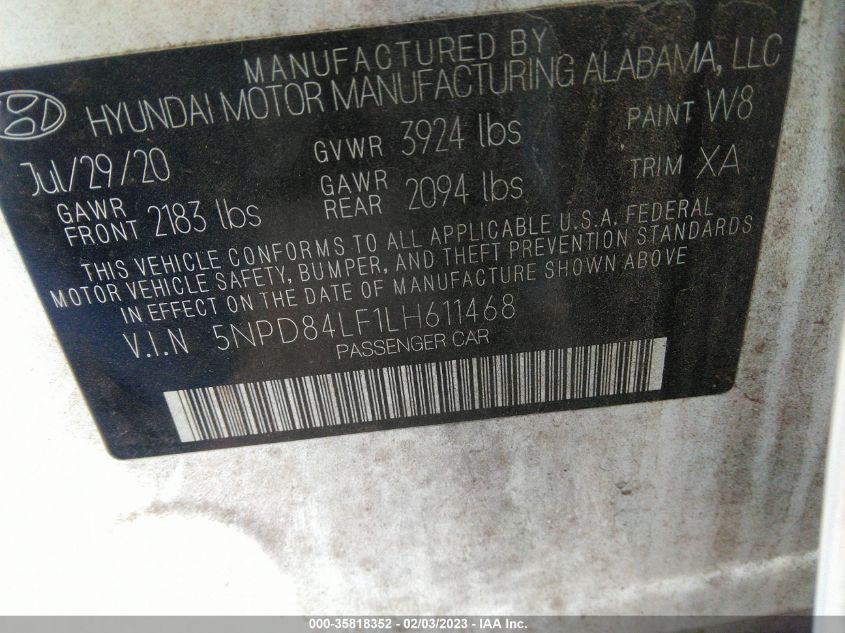 MANUFACTURED BY
HYUNDAI MOTOR MANUFACTURING ALABAMA, LLC
Jul/29/20 GVWR 3924 lbs PAINT W8
GAWR FRONT 2183 lbs GAWR REAR 2094 lbs TRIM XA
THIS VEHICLE CONFORMS TO ALL APPLICABLE U.S.A. FEDERAL
MOTOR VEHICLE SAFETY, BUMPER, AND THEFT PREVENTION STANDARDS
IN EFFECT ON THE DATE OF MANUFACTURE SHOWN ABOVE
V.I.N 5NPD84LF1LH611468
PASSENGER CAR
000-35818352 - 02/03/2023 - © IAA Inc.